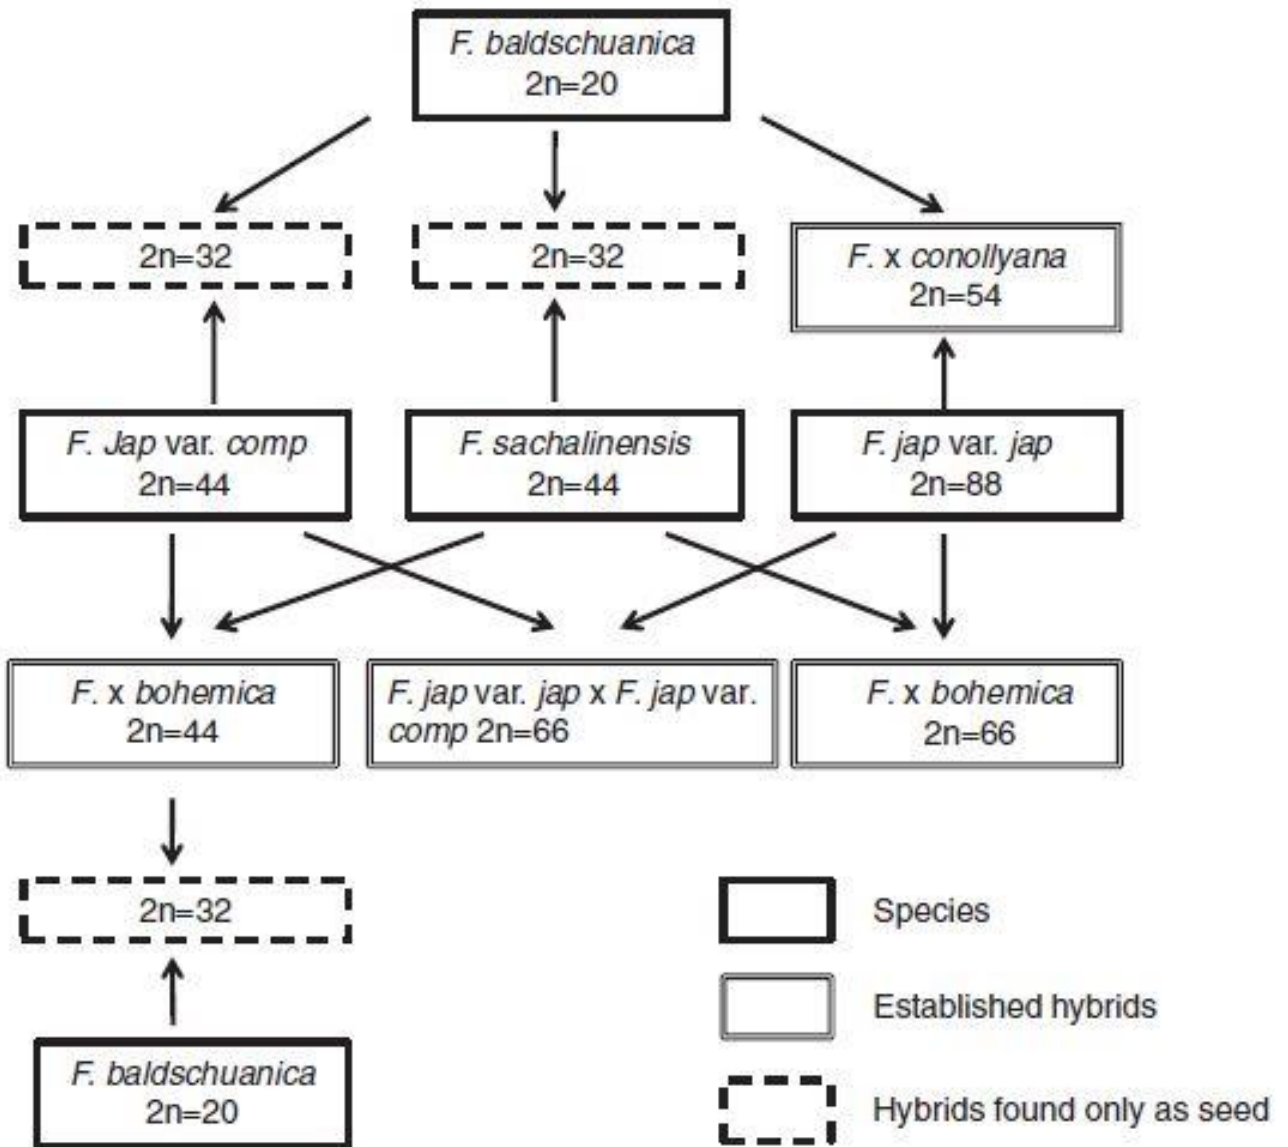 F. baldschuanica
2n=20
2n=32
2n=32
F. x conollyana
2n=54
F. Jap var. comp
2n=44
F. sachalinensis
2n=44
F. jap var. jap
2n=88
F. x bohemica
2n=44
F. jap var. jap x F. jap var.
comp 2n=66
F. x bohemica
2n=66
2n=32
F. baldschuanica
2n=20
Species
Established hybrids
Hybrids found only as seed